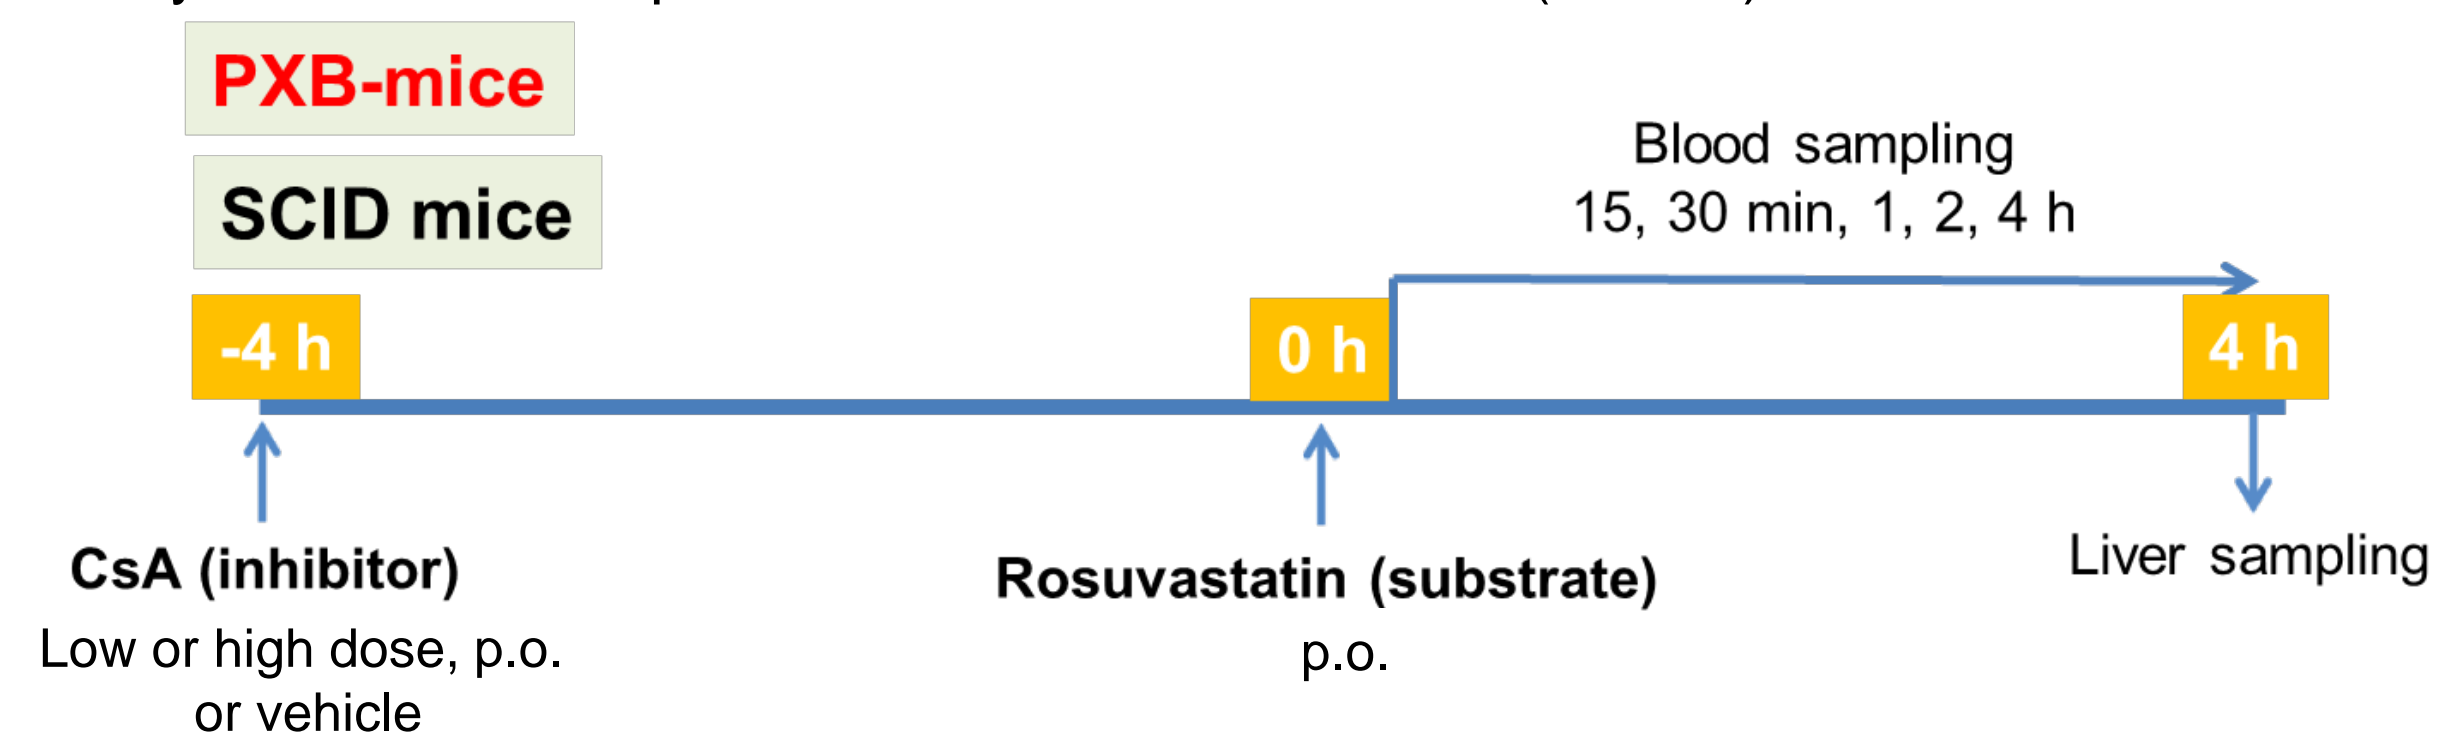 PXB-mice
SCID mice
Blood sampling
15, 30 min, 1, 2, 4 h
-4 h
0 h
4 h
CsA (inhibitor)
Low or high dose, p.o.
or vehicle
Rosuvastatin (substrate)
p.o.
Liver sampling